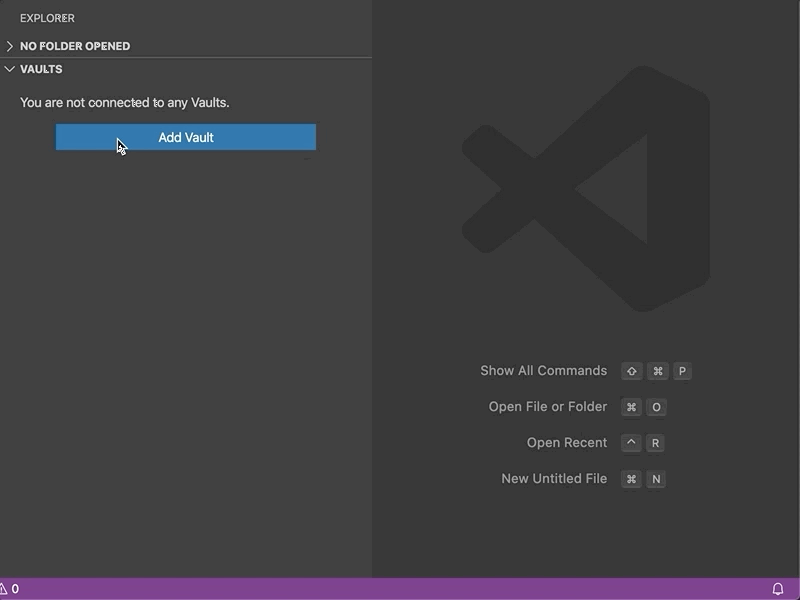 EXPLORER
NO FOLDER OPENED
VAULTS
You are not connected to any Vaults.
Add Vault
Show All Commands ⇧ ⌘ P
Open File or Folder ⌘ O
Open Recent ^ R
New Untitled File ⌘ N
0